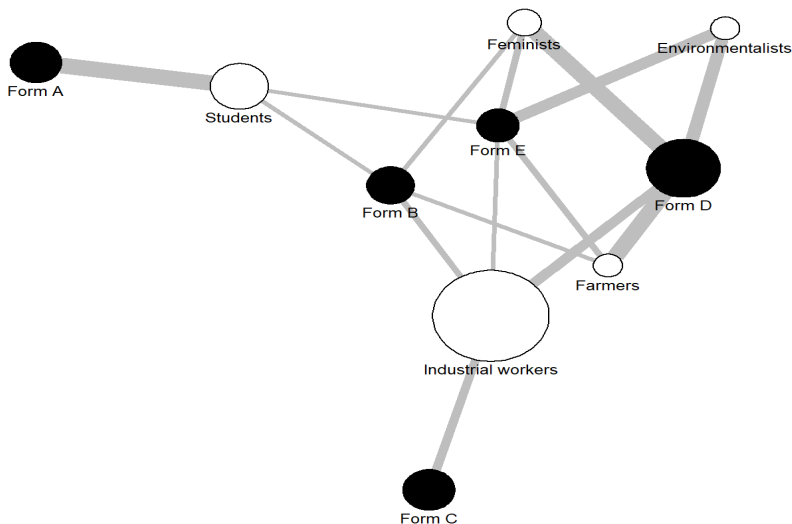 Feminists
Environmentalists
Form A
Students
Form E
Form B
Form D
Farmers
Industrial workers
Form C